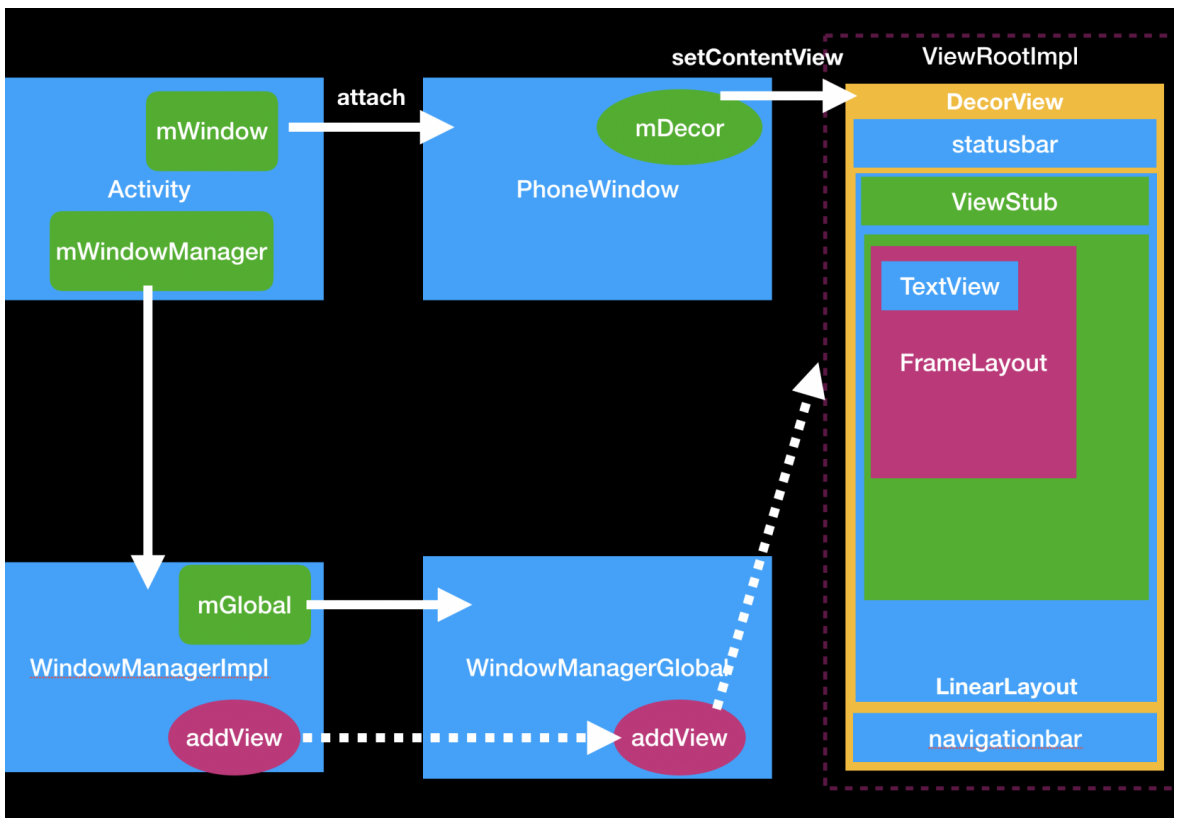 setContentView
ViewRootImpl
attach
mWindow
Activity
mWindowManager
mDecor
PhoneWindow
DecorView
statusbar
ViewStub
TextView
FrameLayout
LinearLayout
navigationbar
mGlobal
WindowManagerImpl
addView
WindowManagerGlobal
addView